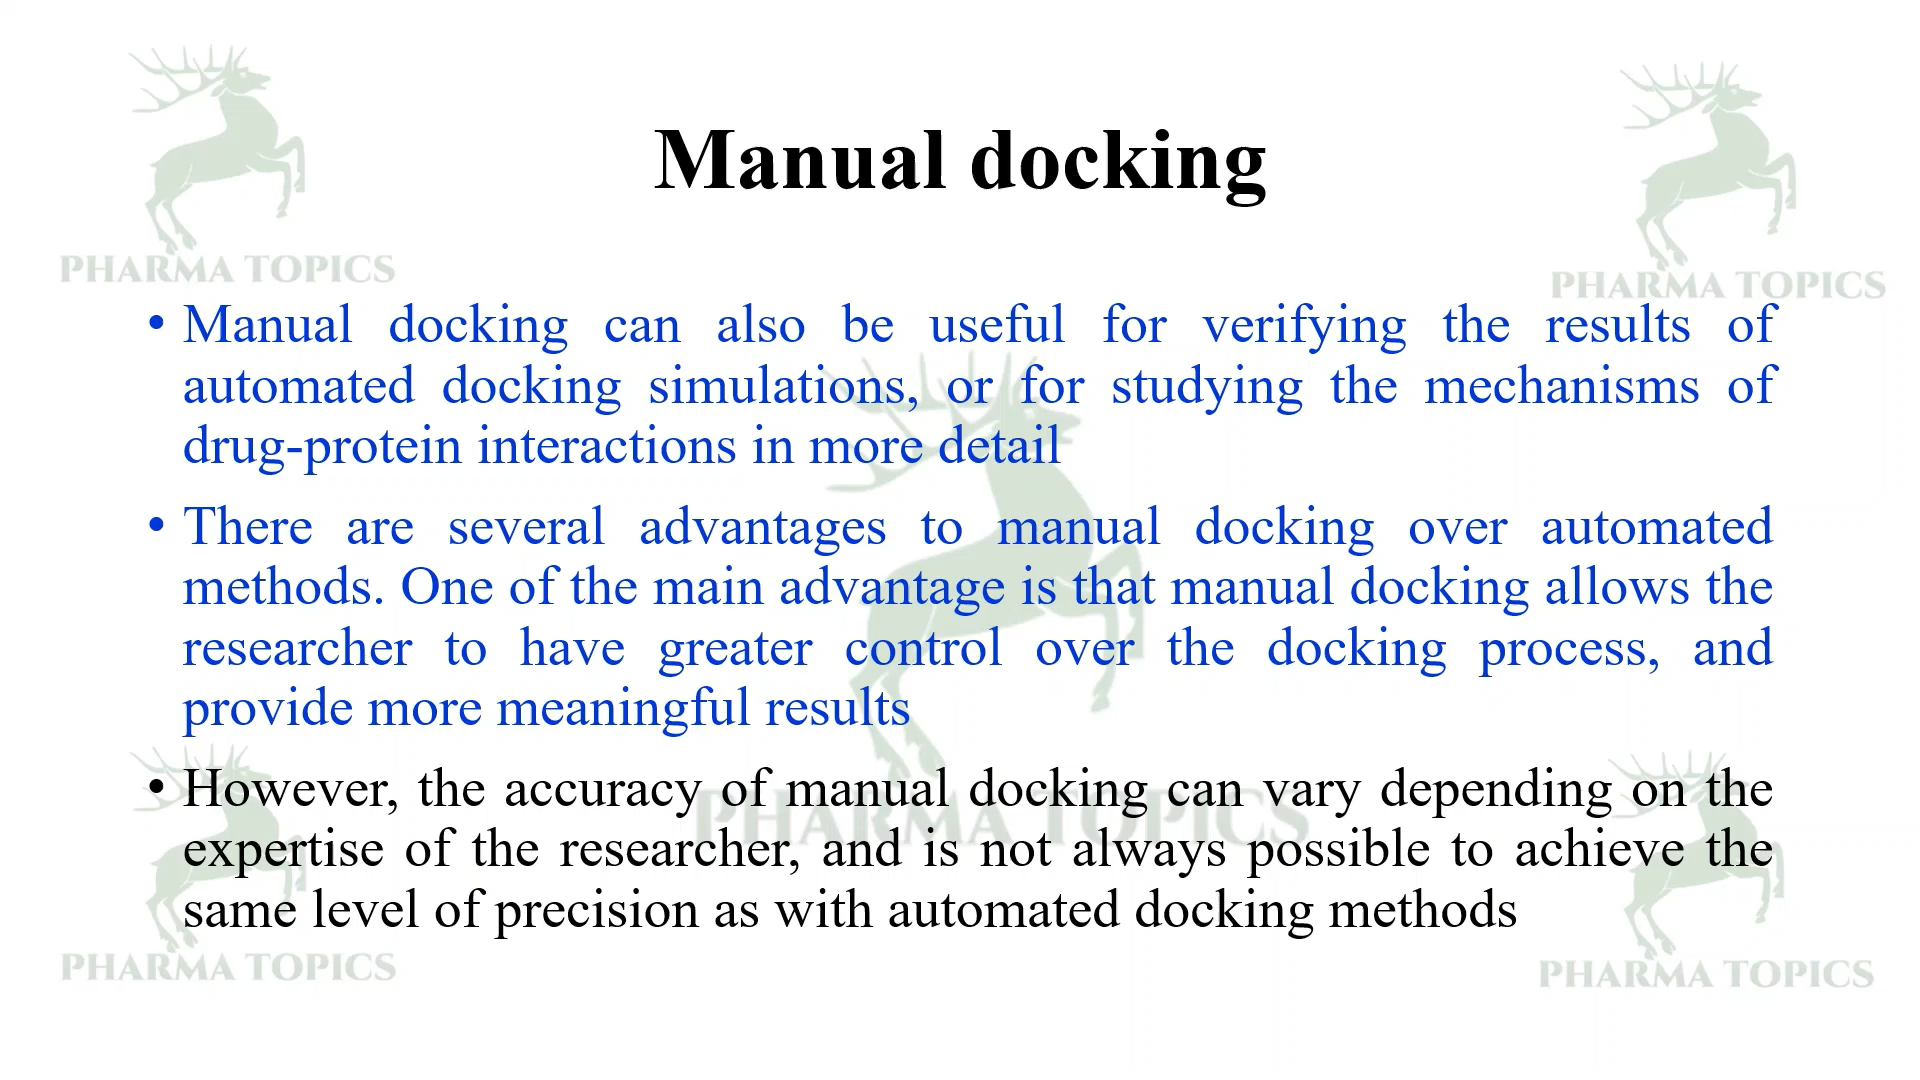 Manual docking
PHARMA TOPICS
PHARMA TOPICS
• Manual docking can also be useful for verifying the results of
automated docking simulations, or for studying the mechanisms of
drug-protein interactions in more detail
• There are several advantages to manual docking over automated
methods. One of the main advantage is that manual docking allows the
researcher to have greater control over the docking process, and
provide more meaningful results
• However, the accuracy of manual docking can vary depending on the
PHARMA TOPICS
expertise of the researcher, and is not always possible to achieve the
same level of precision as with automated docking methods
PHARMA TOPICS
PHARMA TOPICS